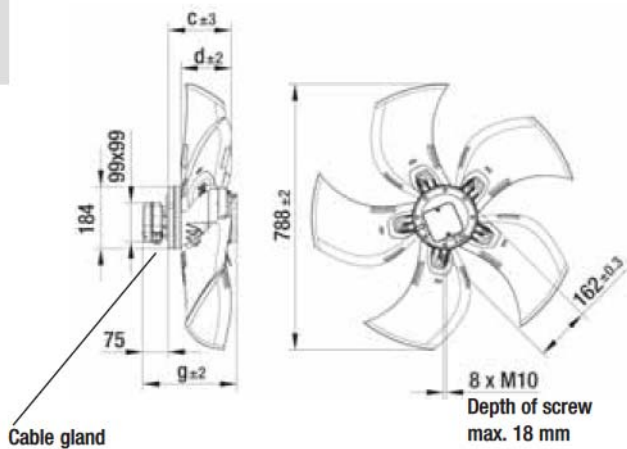 c±3
d±2
99x99
184
788 ±2
162±0.3
75
g±2
8 x M10
Depth of screw
max. 18 mm
Cable gland